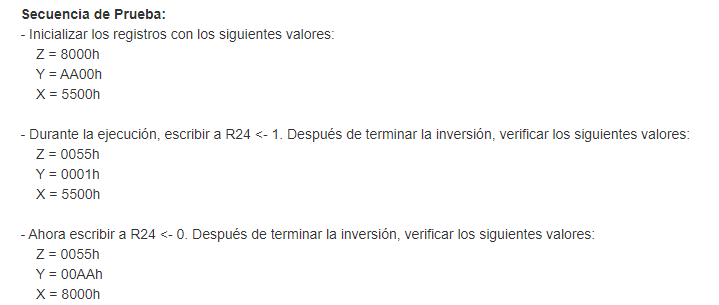 Secuencia de Prueba:
- Inicializar los registros con los siguientes valores:
Z = 8000h
Y = AA00h
X = 5500h
- Durante la ejecución, escribir a R24 <- 1. Después de terminar la inversión, verificar los siguientes valores:
Z = 0055h
Y = 0001h
X = 5500h
- Ahora escribir a R24 <- 0. Después de terminar la inversión, verificar los siguientes valores:
Z = 0055h
Y = 00AAh
X = 8000h